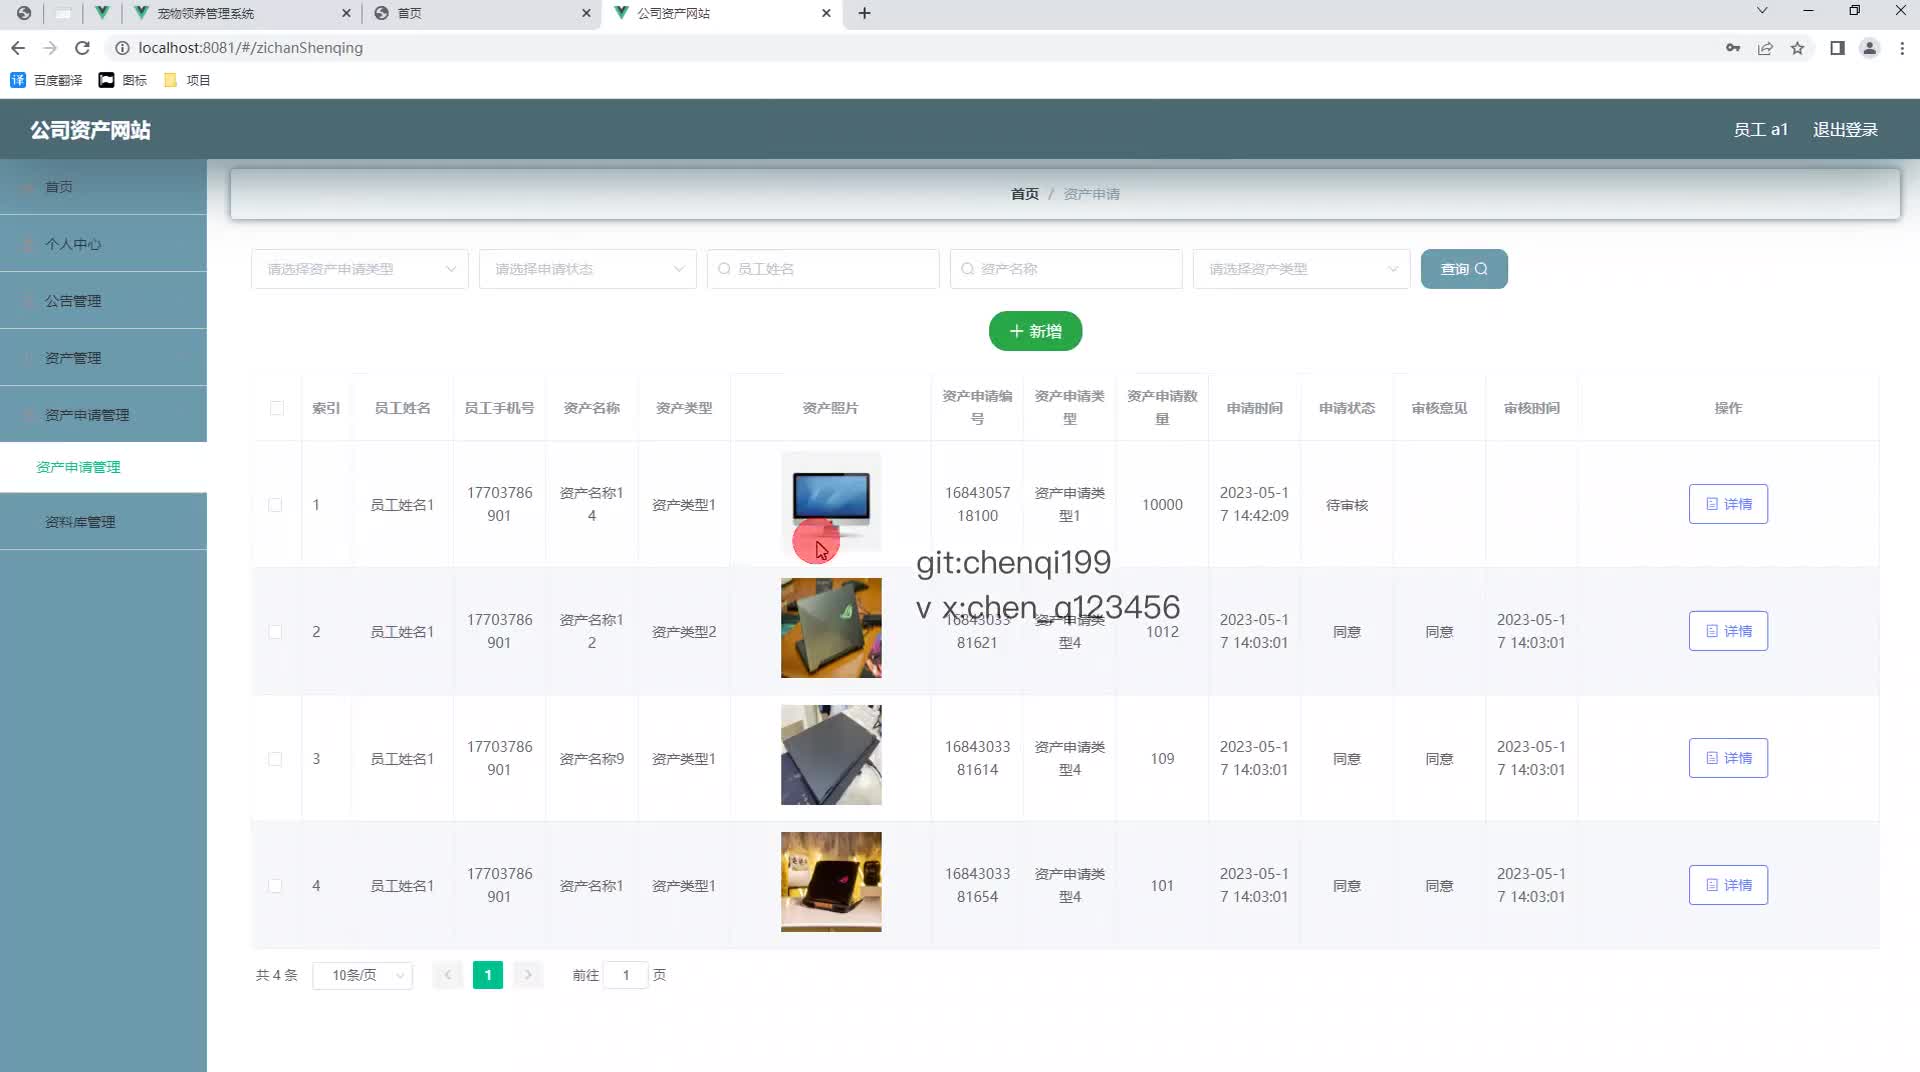 宠物领养管理系统
首页
公司资产网站
localhost:8081/#/zichanShenqing
百度翻译
图标
项目
公司资产网站
员工 a1
退出登录
首页
个人中心
公告管理
资产管理
资产申请管理
资产申请管理
资料库管理
首页 / 资产申请
请选择资产申请类型
请选择申请状态
员工姓名
资产名称
请选择资产类型
查询
新增
索引 员工姓名 员工手机号 资产名称 资产类型 资产照片 资产申请编号 资产申请类型 资产申请数量 申请时间 申请状态 审核意见 审核时间 操作
1 员工姓名1 17703786901 资产名称14 资产类型1 1684305718100 资产申请类型1 10000 2023-05-17 14:42:09 待审核 详情
2 员工姓名1 17703786901 资产名称12 资产类型2 1684303381621 资产申请类型4 1012 2023-05-17 14:03:01 同意 同意 2023-05-17 14:03:01 详情
3 员工姓名1 17703786901 资产名称9 资产类型1 1684303381614 资产申请类型4 109 2023-05-17 14:03:01 同意 同意 2023-05-17 14:03:01 详情
4 员工姓名1 17703786901 资产名称1 资产类型1 1684303381654 资产申请类型4 101 2023-05-17 14:03:01 同意 同意 2023-05-17 14:03:01 详情
git:chenqi199
v x:chen_q123456
共 4 条
10条/页
1
前往 1 页